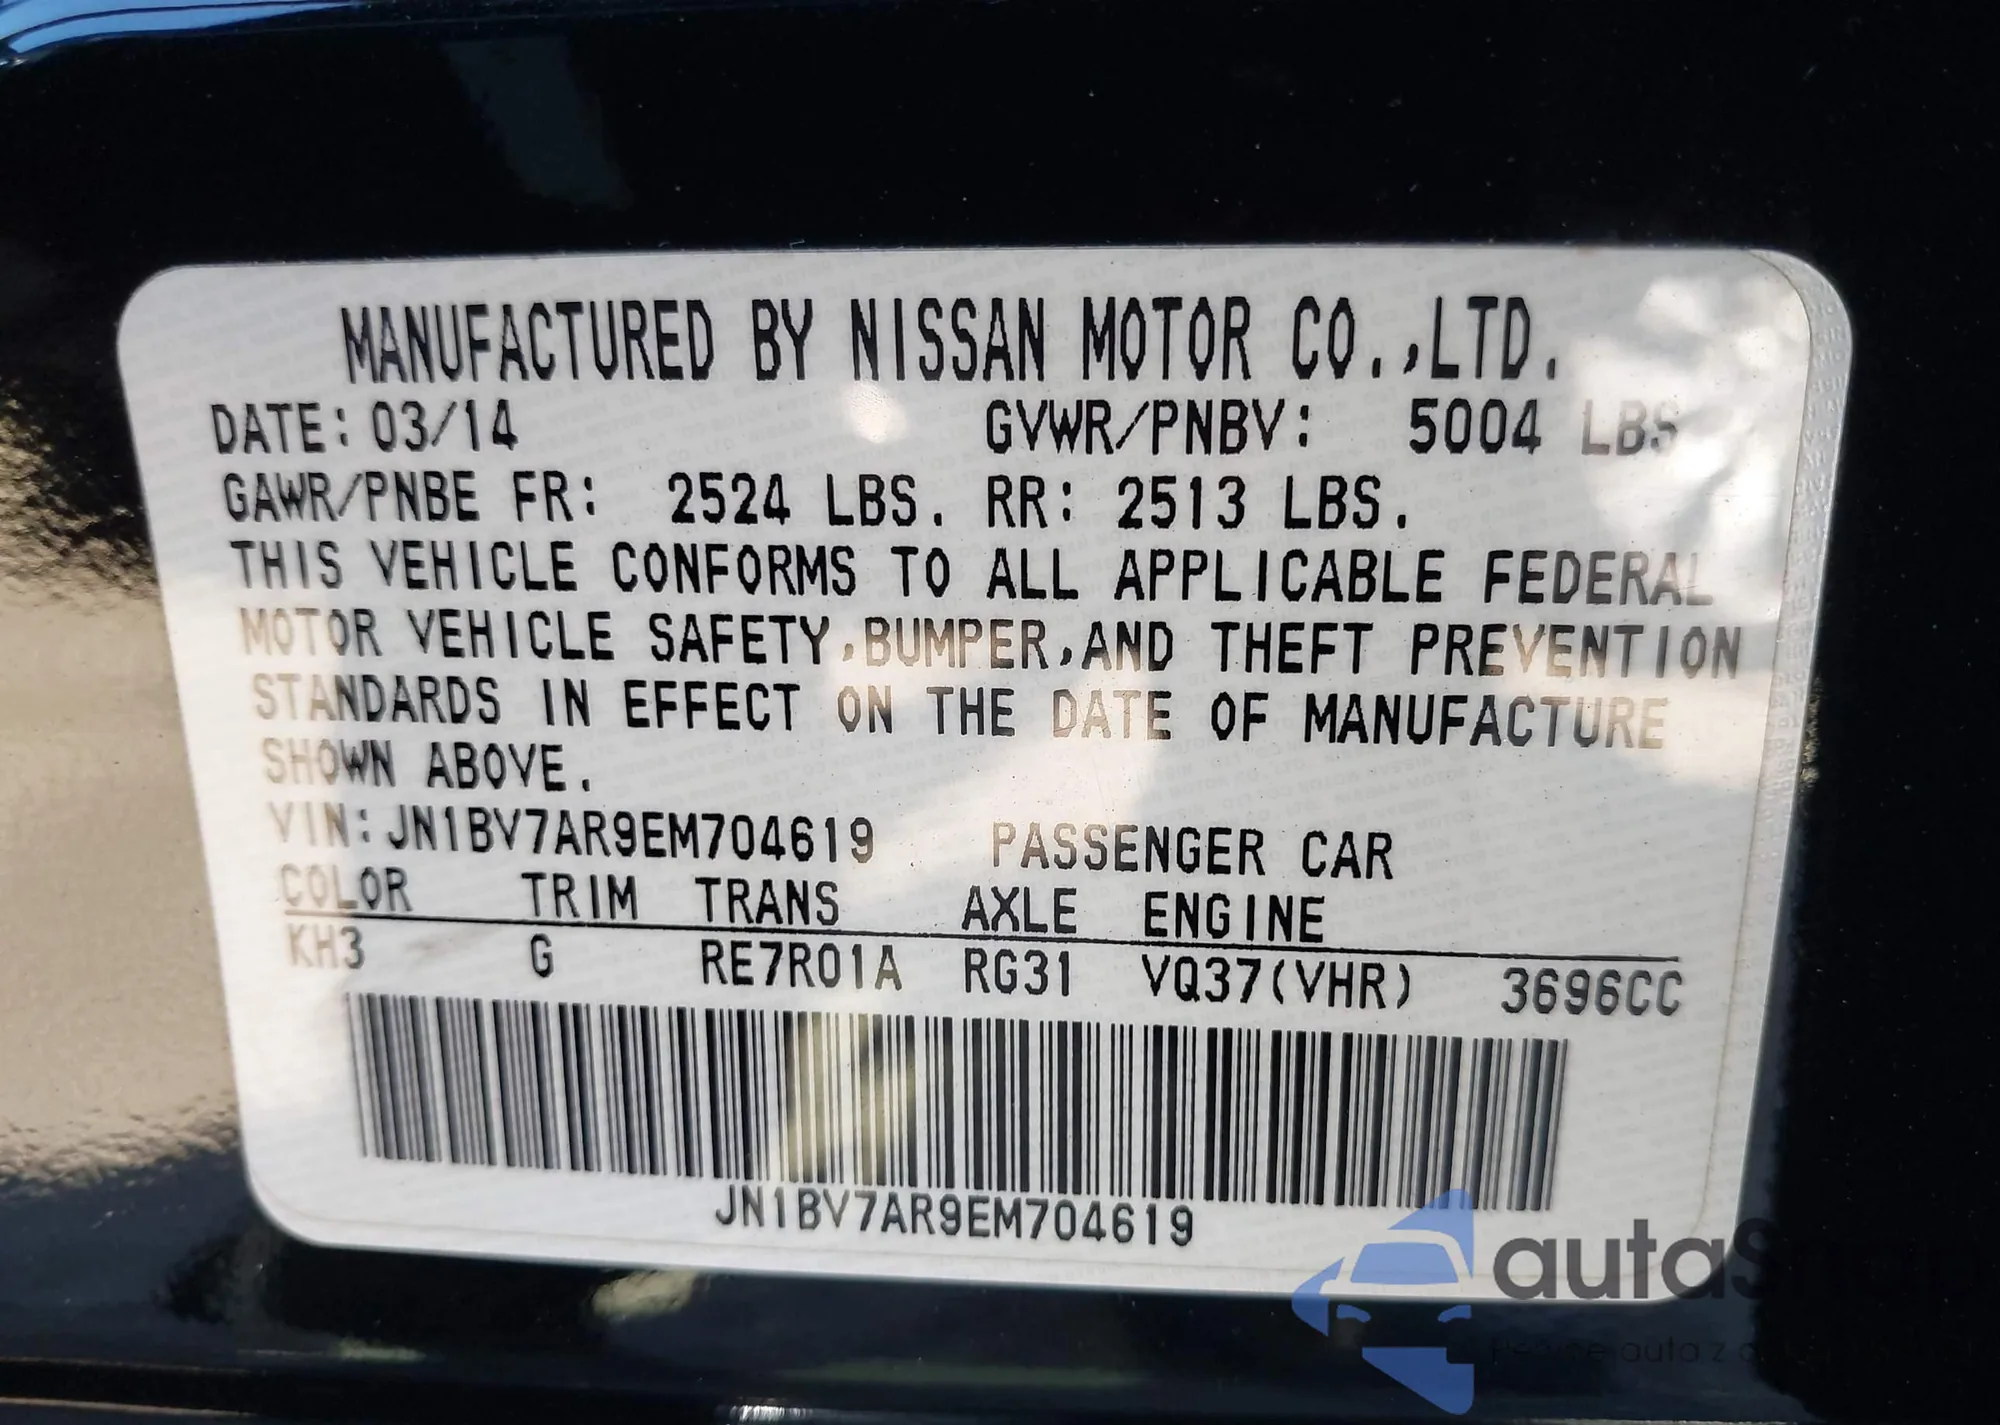 MANUFACTURED BY NISSAN MOTOR CO.,LTD.
DATE: 03/14 GVWR/PNBV: 5004 LBS
GAWR/PNBE FR: 2524 LBS. RR: 2513 LBS.
THIS VEHICLE CONFORMS TO ALL APPLICABLE FEDERAL
MOTOR VEHICLE SAFETY,BUMPER,AND THEFT PREVENTION
STANDARDS IN EFFECT ON THE DATE OF MANUFACTURE
SHOWN ABOVE.
VIN:JN1BV7AR9EM704619 PASSENGER CAR
COLOR TRIM TRANS AXLE ENGINE
KH3 G RE7R01A RG31 VQ37(VHR) 3696CC
JN1BV7AR9EM704619
auta z